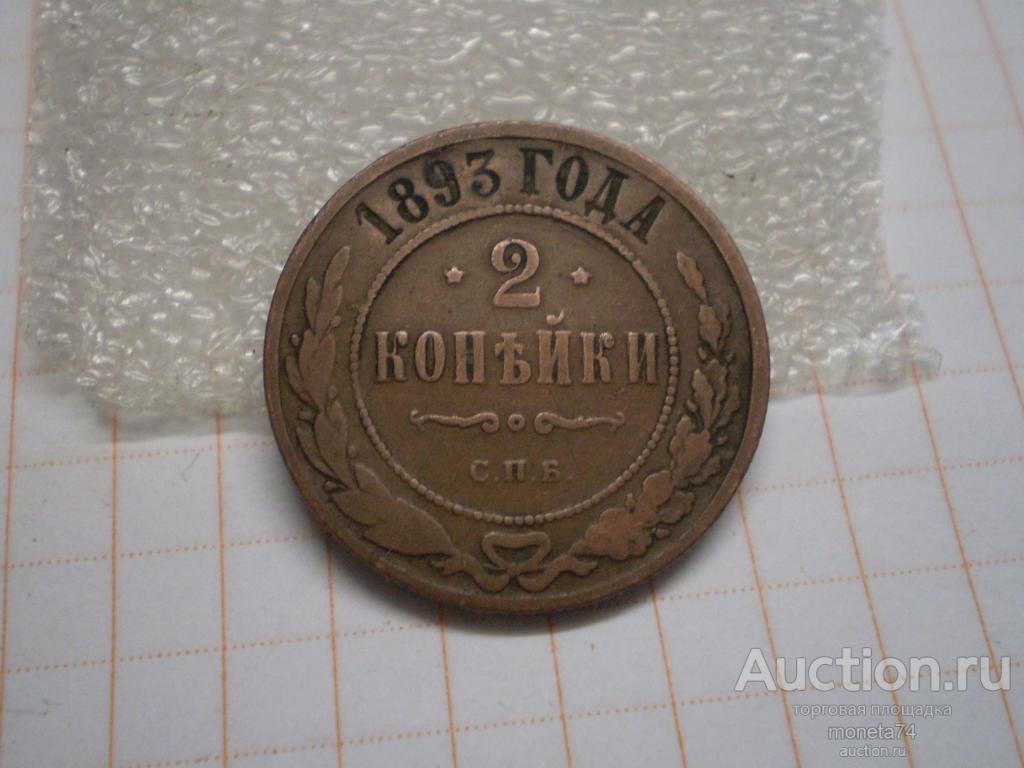 1893 ГОДА
2
КОПѢЙКИ
С.П.Б.
Auction.ru
торговая площадка
moneta74
auction.ru